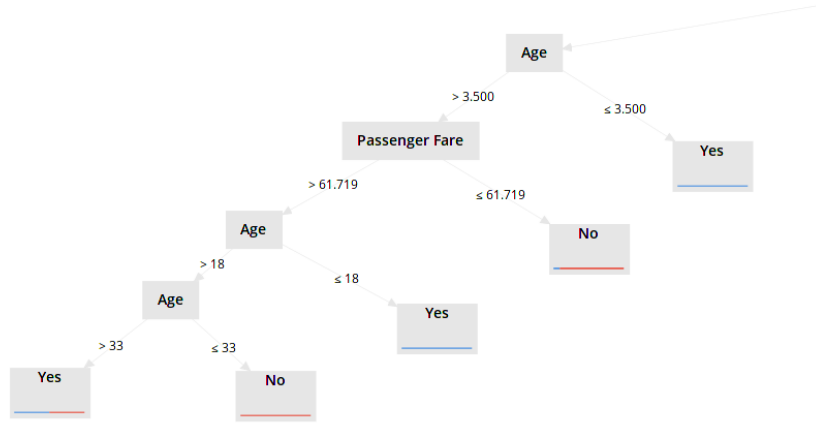 Age
> 3.500
≤ 3.500
Passenger Fare
Yes
> 61.719
≤ 61.719
Age
No
> 18
≤ 18
Age
Yes
> 33
≤ 33
Yes
No